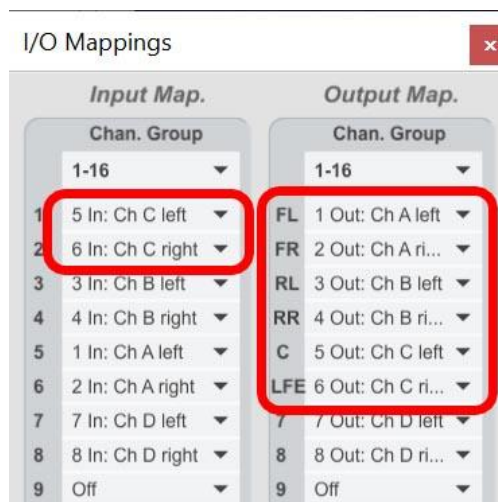 I/O Mappings x
Input Map. Output Map.
Chan. Group Chan. Group
1-16 1-16
1 5 In: Ch C left FL 1 Out: Ch A left
2 6 In: Ch C right FR 2 Out: Ch A ri...
3 3 In: Ch B left RL 3 Out: Ch B left
4 4 In: Ch B right RR 4 Out: Ch B ri...
5 1 In: Ch A left C 5 Out: Ch C left
6 2 In: Ch A right LFE 6 Out: Ch C ri...
7 7 In: Ch D left 7 7 Out: Ch D left
8 8 In: Ch D right 8 8 Out: Ch D ri...
9 Off 9 Off